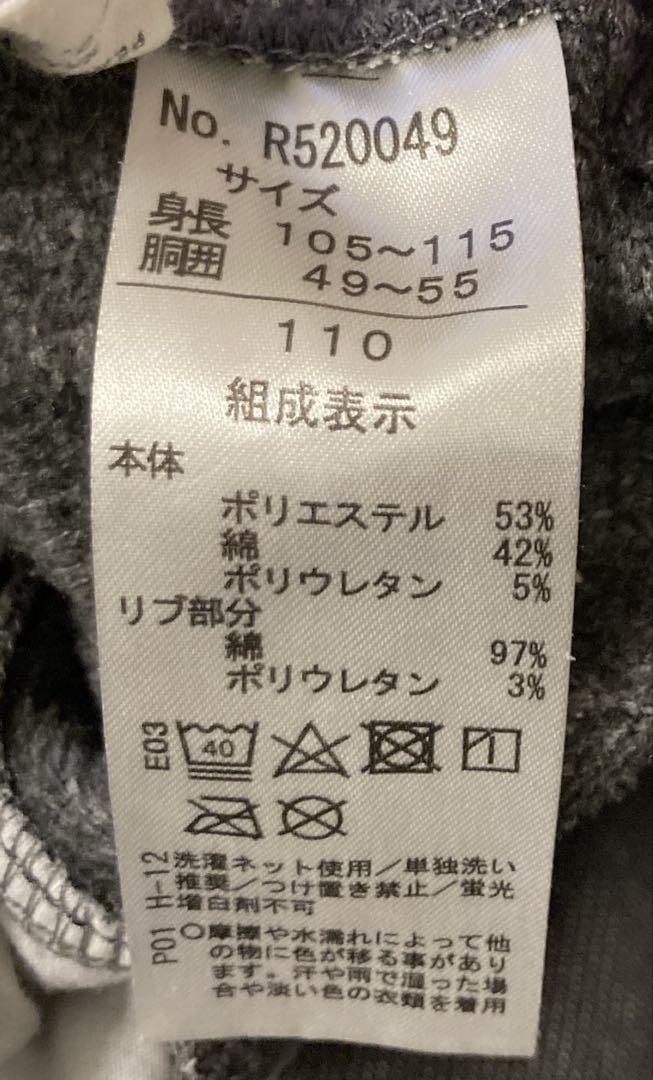 No. R520049
サイズ
身長 105～115
胴囲 49～55
110
組成表示
本体
ポリエステル 53%
綿 42%
ポリウレタン 5%
リブ部分
綿 97%
ポリウレタン 3%
E03
40
H-12
洗濯ネット使用／単独洗い
推奨／つけ置き禁止／蛍光
増白剤不可
P01
○摩擦や水濡れによって他
の物に色が移る事があり
ます。汗や雨で湿った場
合や淡い色の衣類を着用